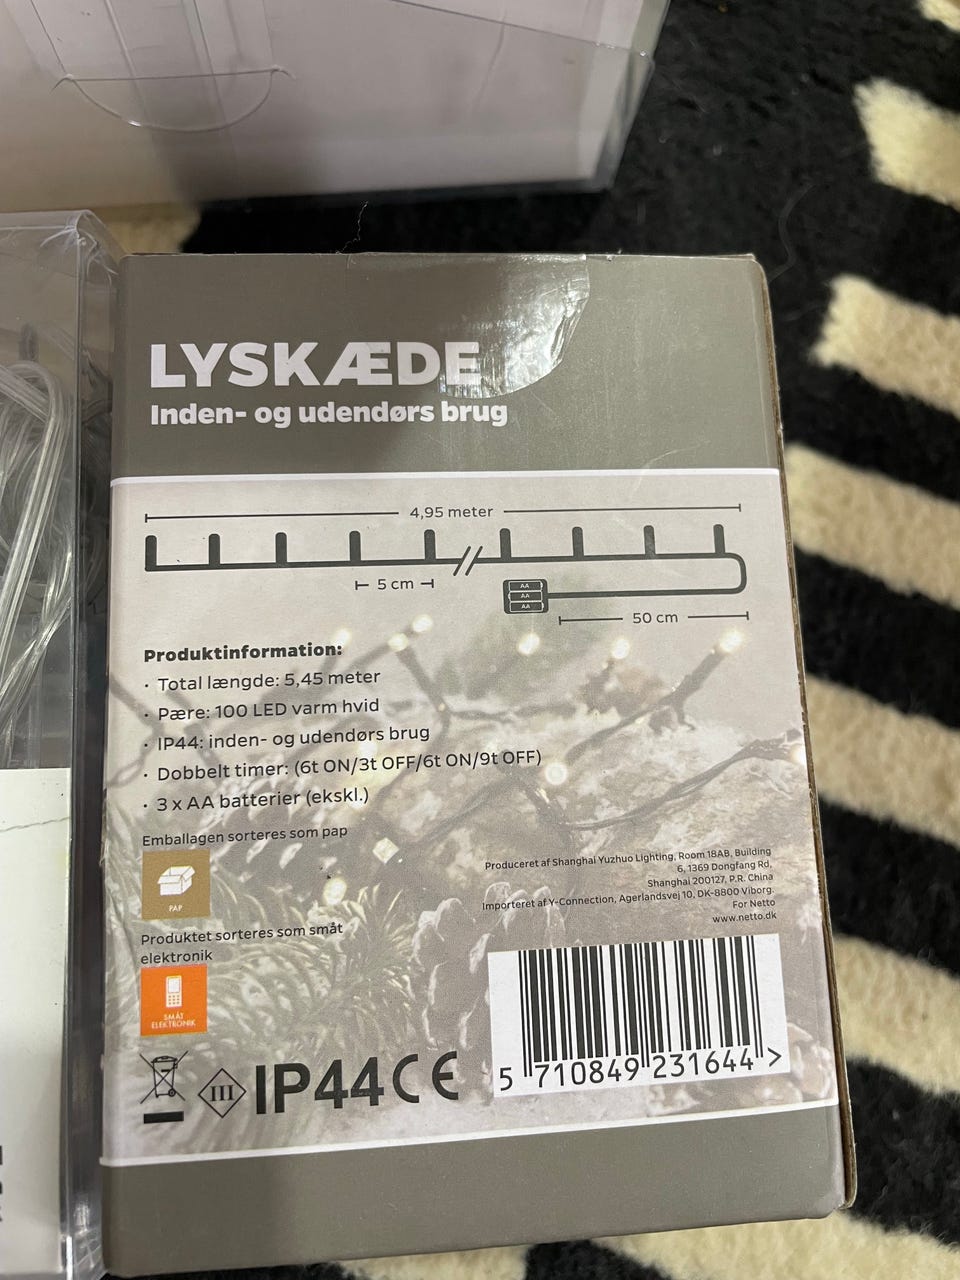 LYSKÆDE
Inden- og udendørs brug
4,95 meter
5 cm
AA
AA
AA
50 cm
Produktinformation:
· Total længde: 5,45 meter
· Pære: 100 LED varm hvid
· IP44: inden- og udendørs brug
· Dobbelt timer: (6t ON/3t OFF/6t ON/9t OFF)
· 3 x AA batterier (ekskl.)
Emballagen sorteres som pap
PAP
Produktet sorteres som småt
elektronik
SMÅT
ELEKTRONIK
Produceret af Shanghai Yuzhuo Lighting, Room 18AB, Building
6, 1369 Dongfang Rd,
Shanghai 200127, P.R. China
Importeret af Y-Connection, Agerlandsvej 10, DK-8800 Viborg.
For Netto
www.netto.dk
III IP44 CE
5 710849 231644 >